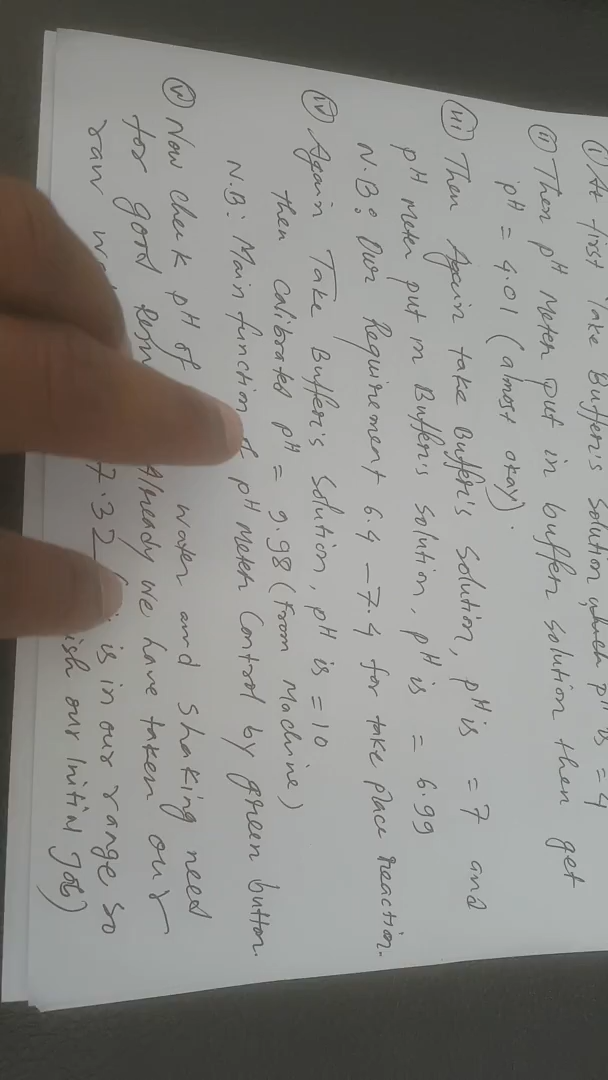 (i) At first Take Buffer's solution which pH is = 4
(ii) Then pH Meter put in buffer solution then get
pH = 4.01 (almost okay).
(iii) Then Again take Buffer's solution, pH is = 7 and
pH Meter put in Buffer's solution, pH is = 6.99
N.B: Our Requirement 6.4 - 7.4 for take place reaction.
(iv) Again Take Buffer's solution, pH is = 10
then calibrated pH = 9.98 (from Machine)
N.B: Main function of pH Meter Control by green button.
(v) Now check pH of water and shaking need
for good Already we have taken our
raw 7.32 is in our range so
our Initial Job)